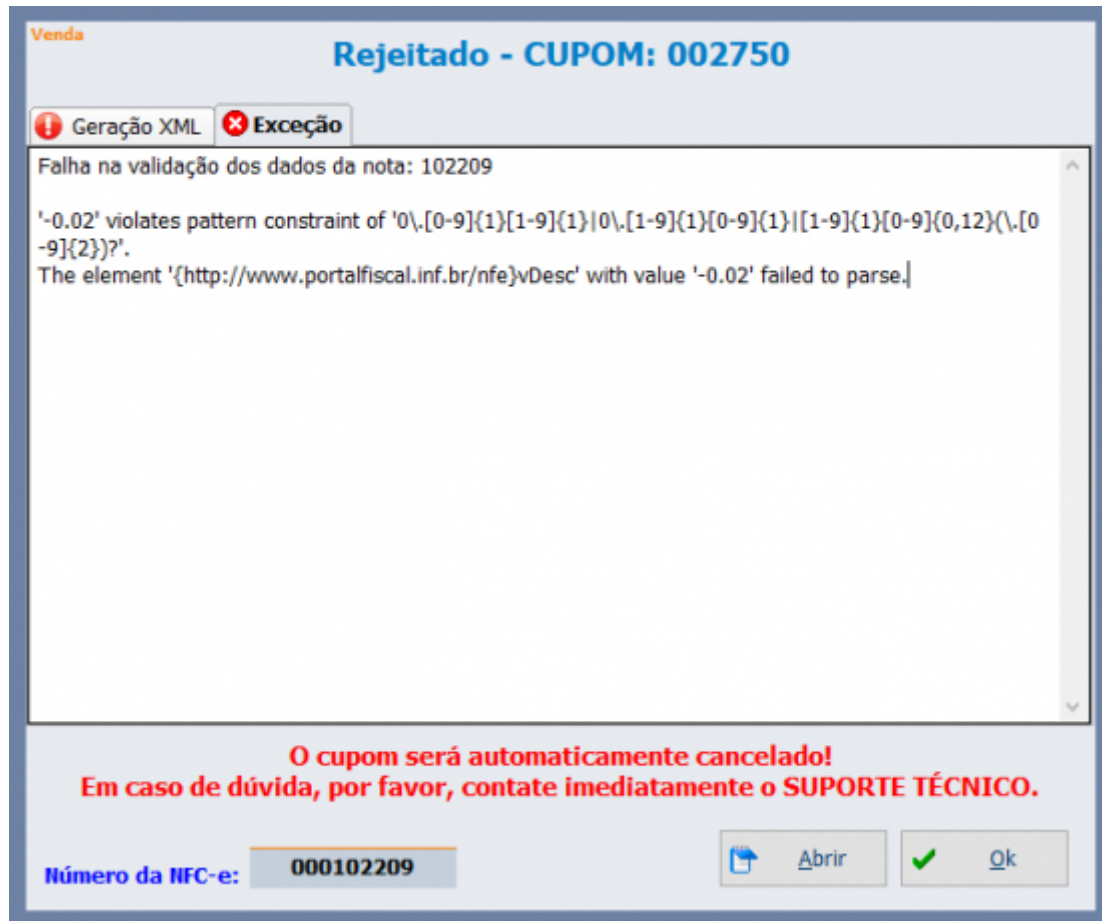 Venda
Rejeitado - CUPOM: 002750
Geração XML Exceção
Falha na validação dos dados da nota: 102209
'-0.02' violates pattern constraint of '0\.[0-9]{1}[1-9]{1}|0\.[1-9]{1}[0-9]{1}|[1-9]{1}[0-9]{0,12}(\.[0
-9]{2})?'.
The element '{http://www.portalfiscal.inf.br/nfe}vDesc' with value '-0.02' failed to parse.
O cupom será automaticamente cancelado!
Em caso de dúvida, por favor, contate imediatamente o SUPORTE TÉCNICO.
Número da NFC-e: 000102209 Abrir Ok